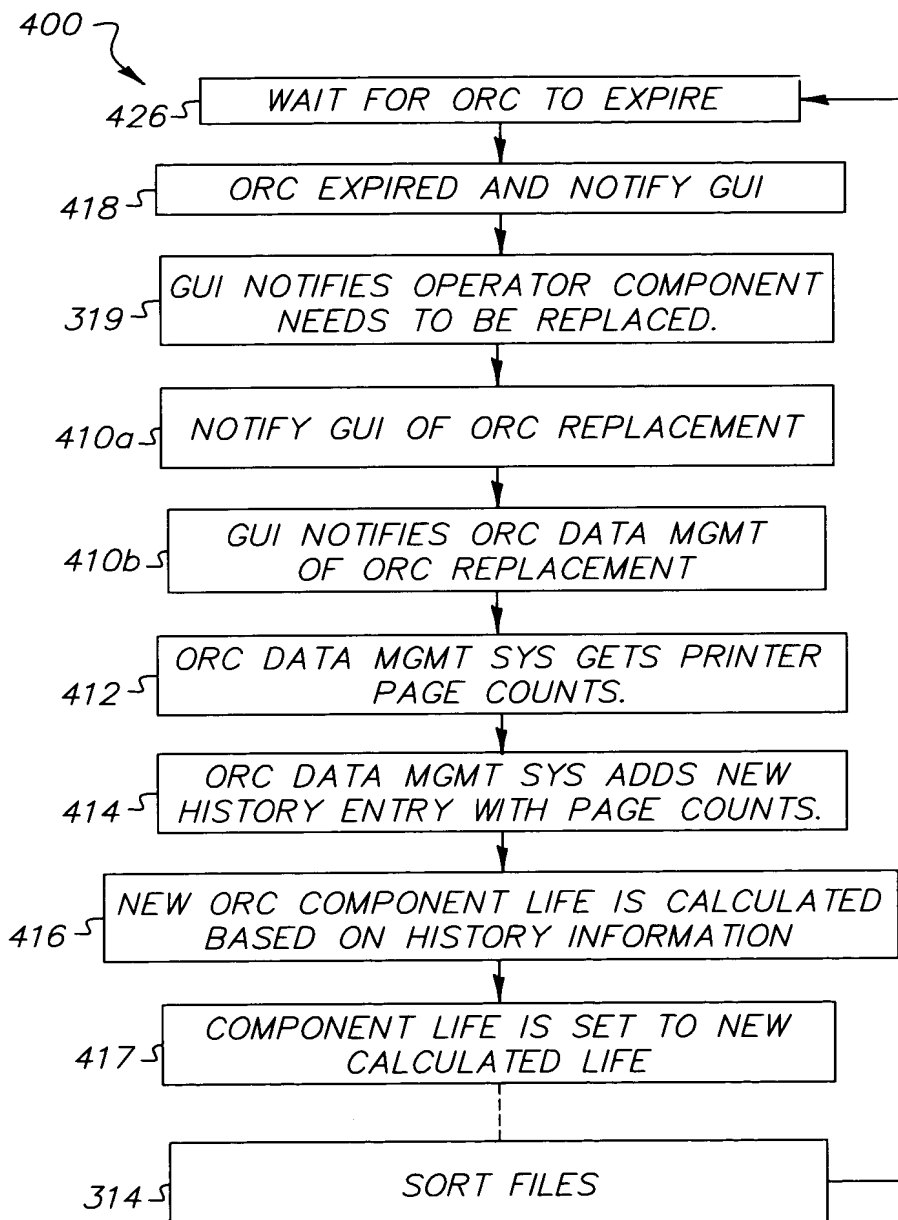 400
426
WAIT FOR ORC TO EXPIRE
418
ORC EXPIRED AND NOTIFY GUI
319
GUI NOTIFIES OPERATOR COMPONENT
NEEDS TO BE REPLACED.
410a
NOTIFY GUI OF ORC REPLACEMENT
410b
GUI NOTIFIES ORC DATA MGMT
OF ORC REPLACEMENT
412
ORC DATA MGMT SYS GETS PRINTER
PAGE COUNTS.
414
ORC DATA MGMT SYS ADDS NEW
HISTORY ENTRY WITH PAGE COUNTS.
416
NEW ORC COMPONENT LIFE IS CALCULATED
BASED ON HISTORY INFORMATION
417
COMPONENT LIFE IS SET TO NEW
CALCULATED LIFE
314
SORT FILES